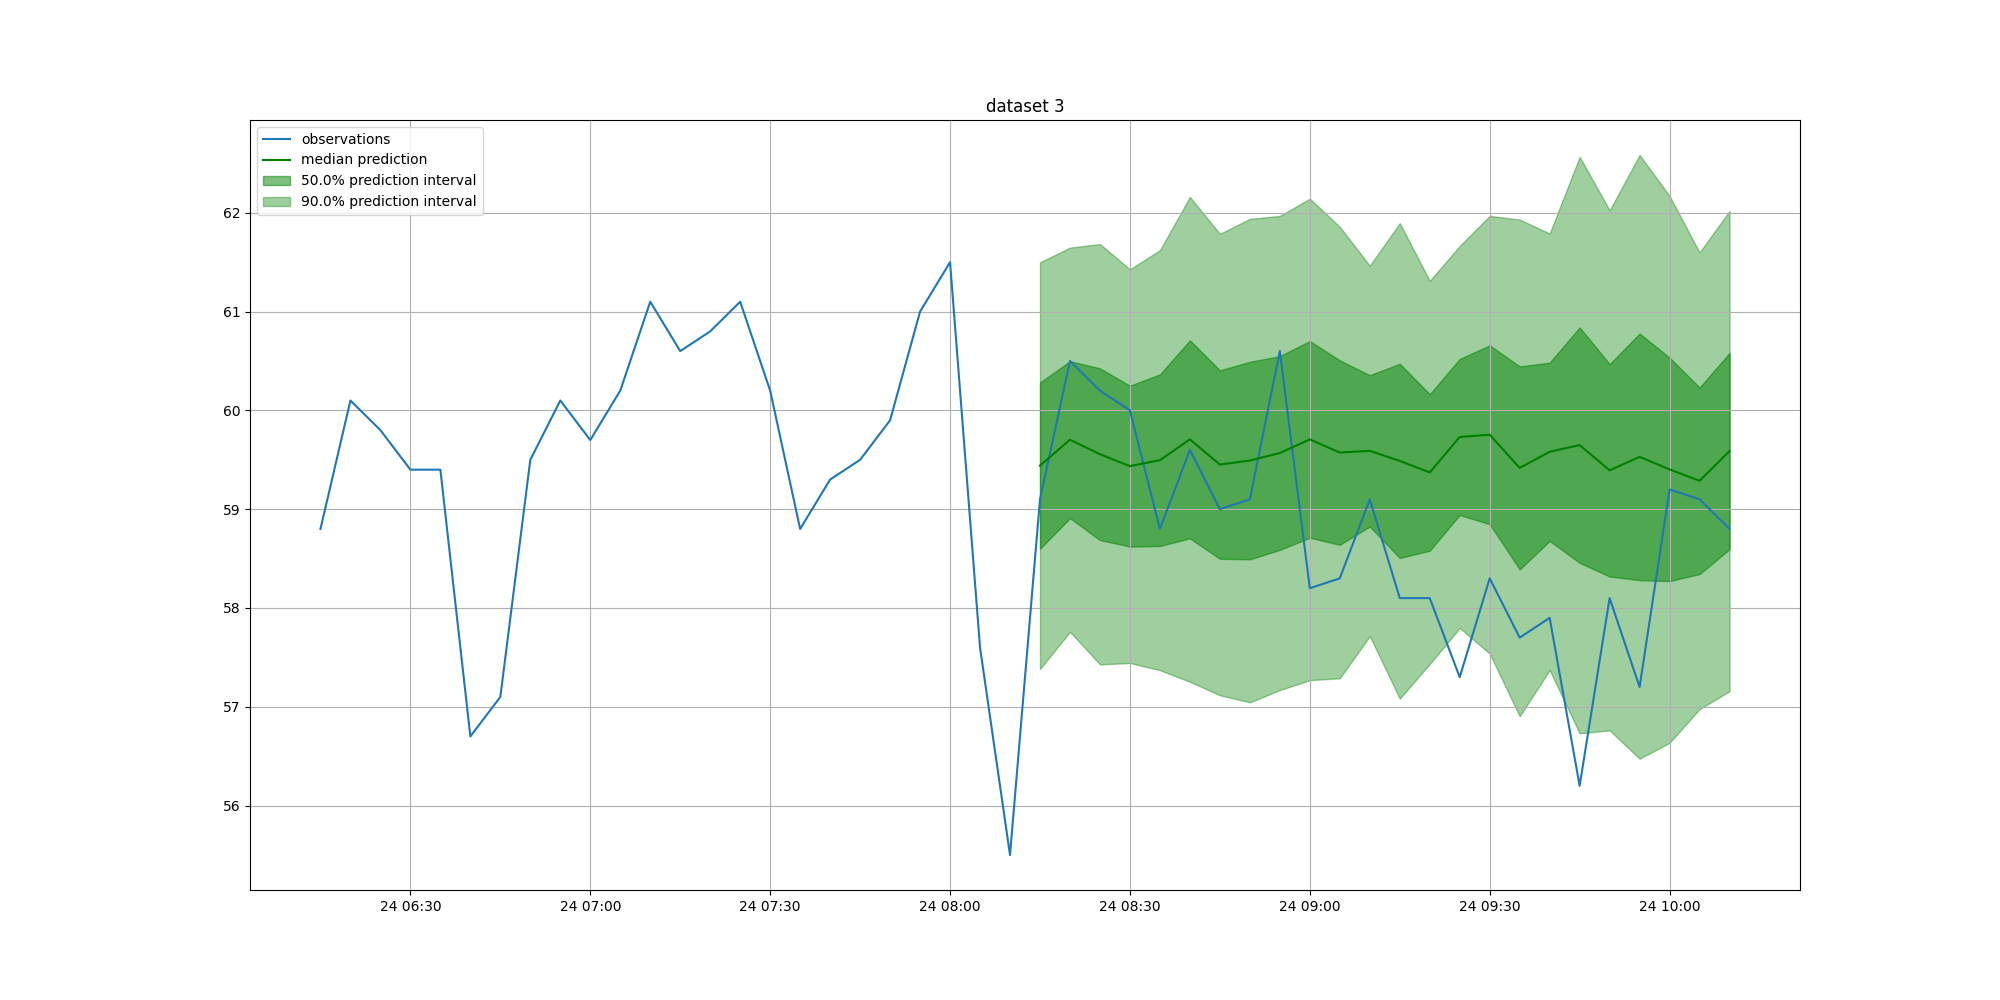 dataset 3
observations
median prediction
50.0% prediction interval
90.0% prediction interval
62
61
60
59
58
57
56
24 06:30 24 07:00 24 07:30 24 08:00 24 08:30 24 09:00 24 09:30 24 10:00